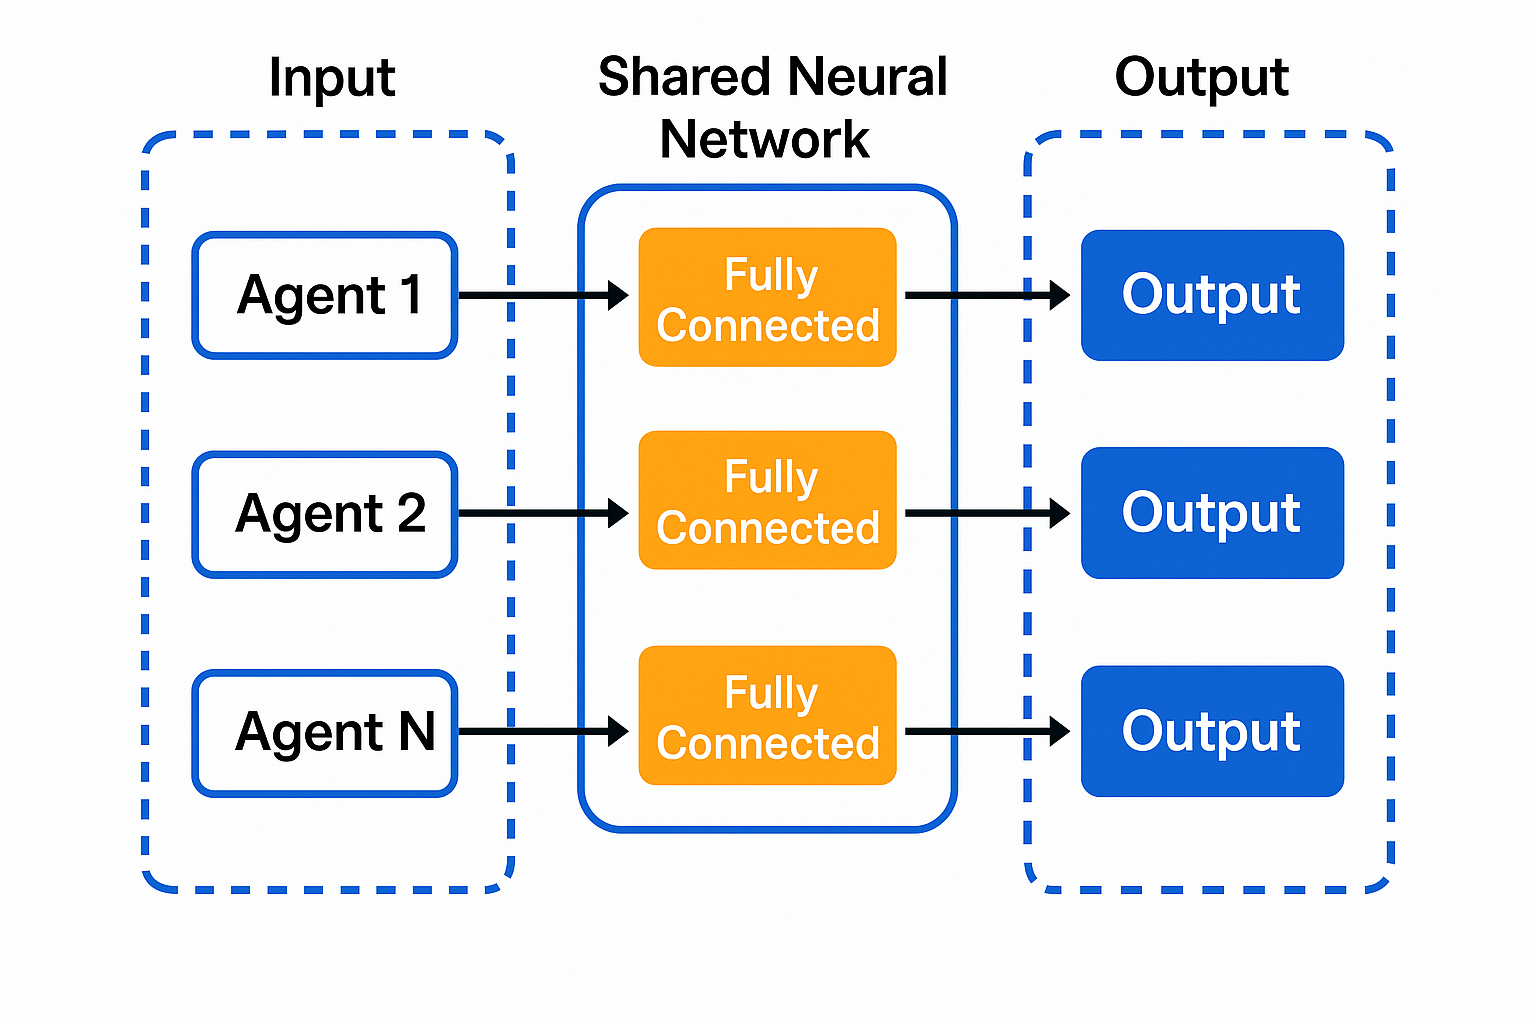 Input
Shared Neural
Network
Output
Agent 1
Fully
Connected
Output
Agent 2
Fully
Connected
Output
Agent N
Fully
Connected
Output